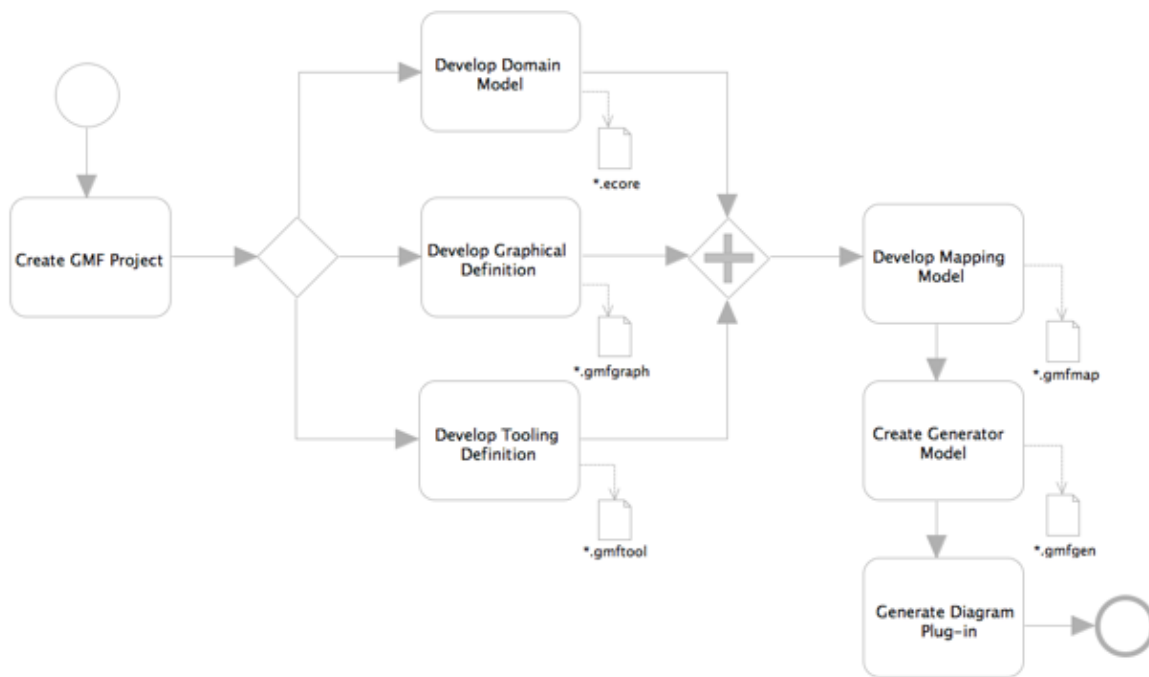 Create GMF Project
Develop Domain
Model
*.ecore
Develop Graphical
Definition
*.gmfgraph
Develop Tooling
Definition
*.gmftool
Develop Mapping
Model
*.gmfmap
Create Generator
Model
*.gmfgen
Generate Diagram
Plug-in